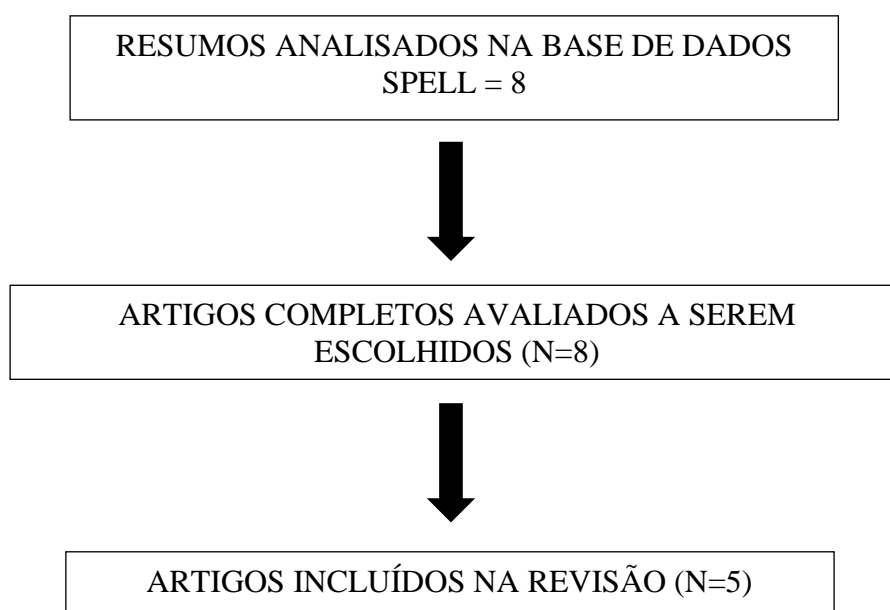 RESUMOS ANALISADOS NA BASE DE DADOS
SPELL = 8
ARTIGOS COMPLETOS AVALIADOS A SEREM
ESCOLHIDOS (N=8)
ARTIGOS INCLUÍDOS NA REVISÃO (N=5)